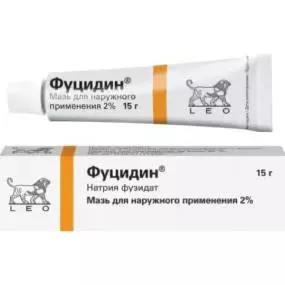 Фуцидин®
Мазь для наружного
применения 2% 15 г
LEO
Фуцидин®
15 г
Натрия фузидат
Мазь для наружного применения 2%
LEO